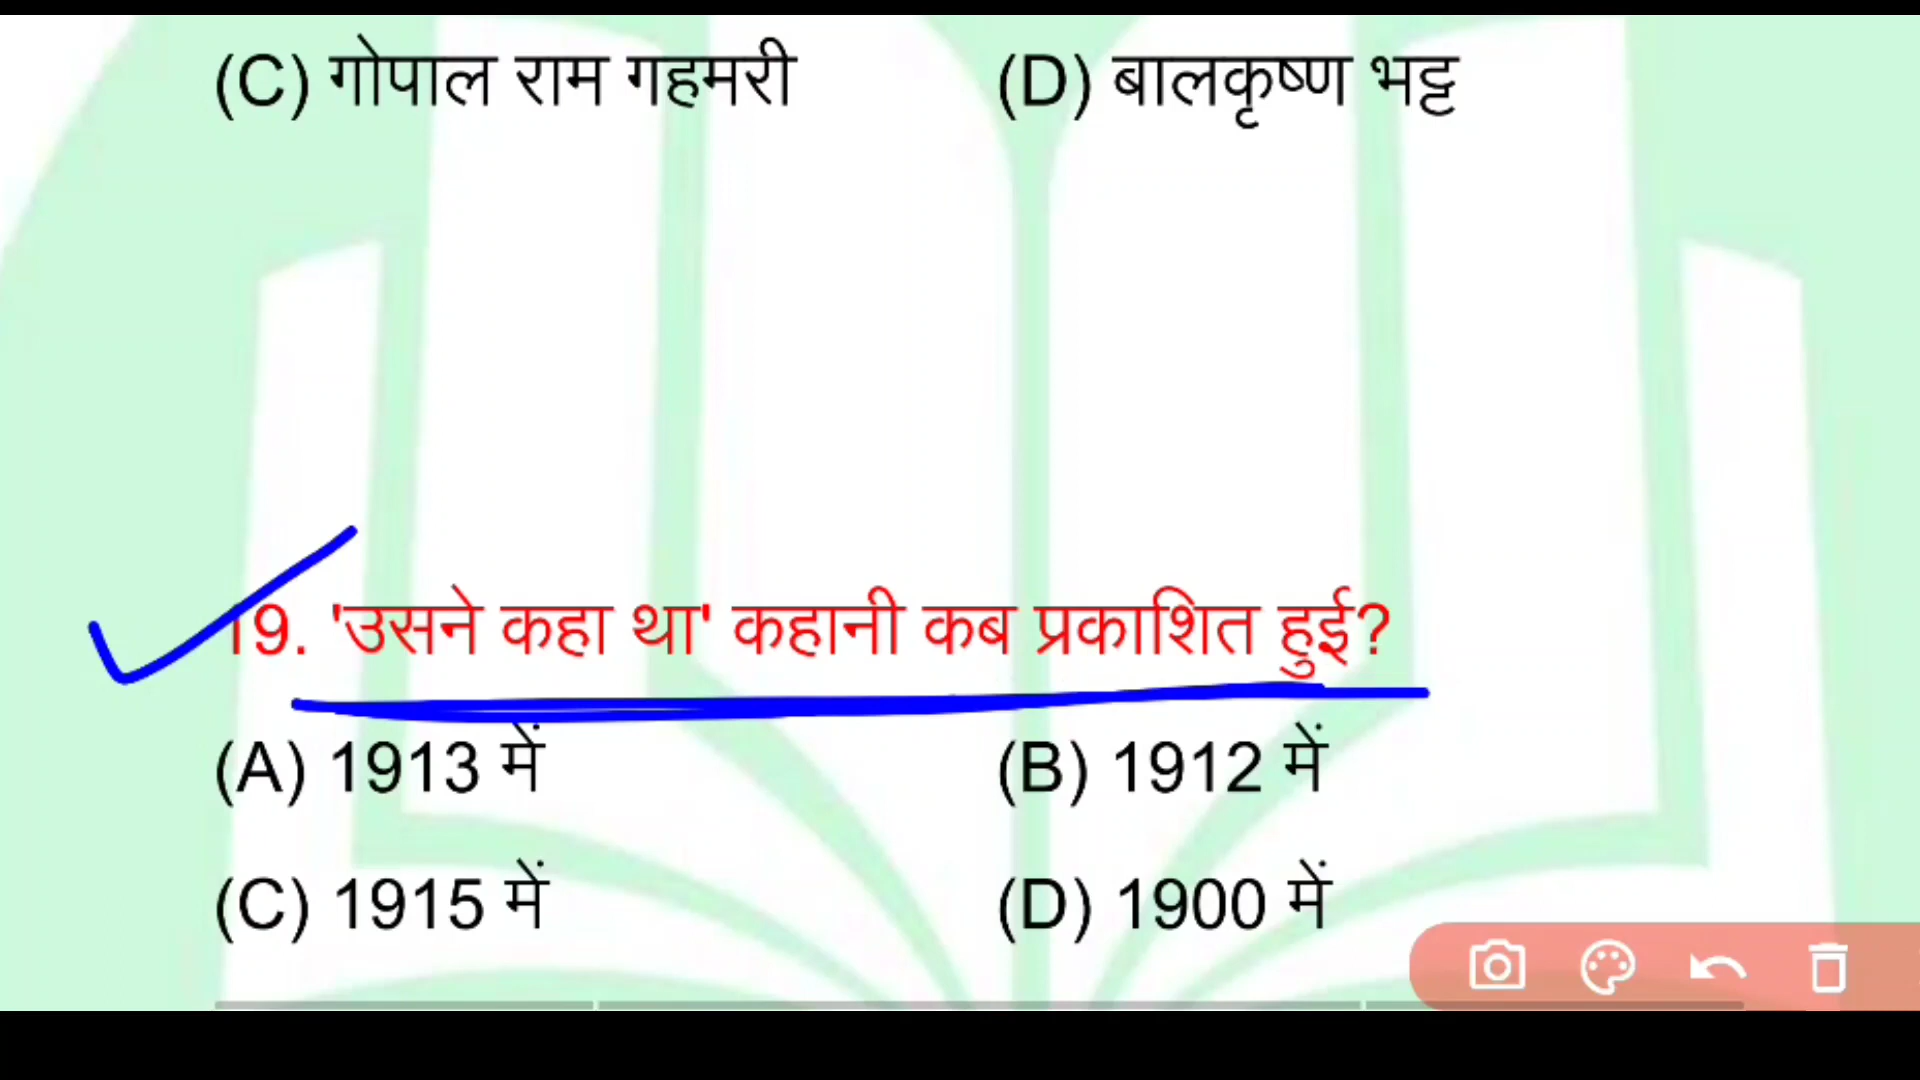 (C) गोपाल राम गहमरी (D) बालकृष्ण भट्ट
19. 'उसने कहा था' कहानी कब प्रकाशित हुई?
(A) 1913 में (B) 1912 में
(C) 1915 में (D) 1900 में